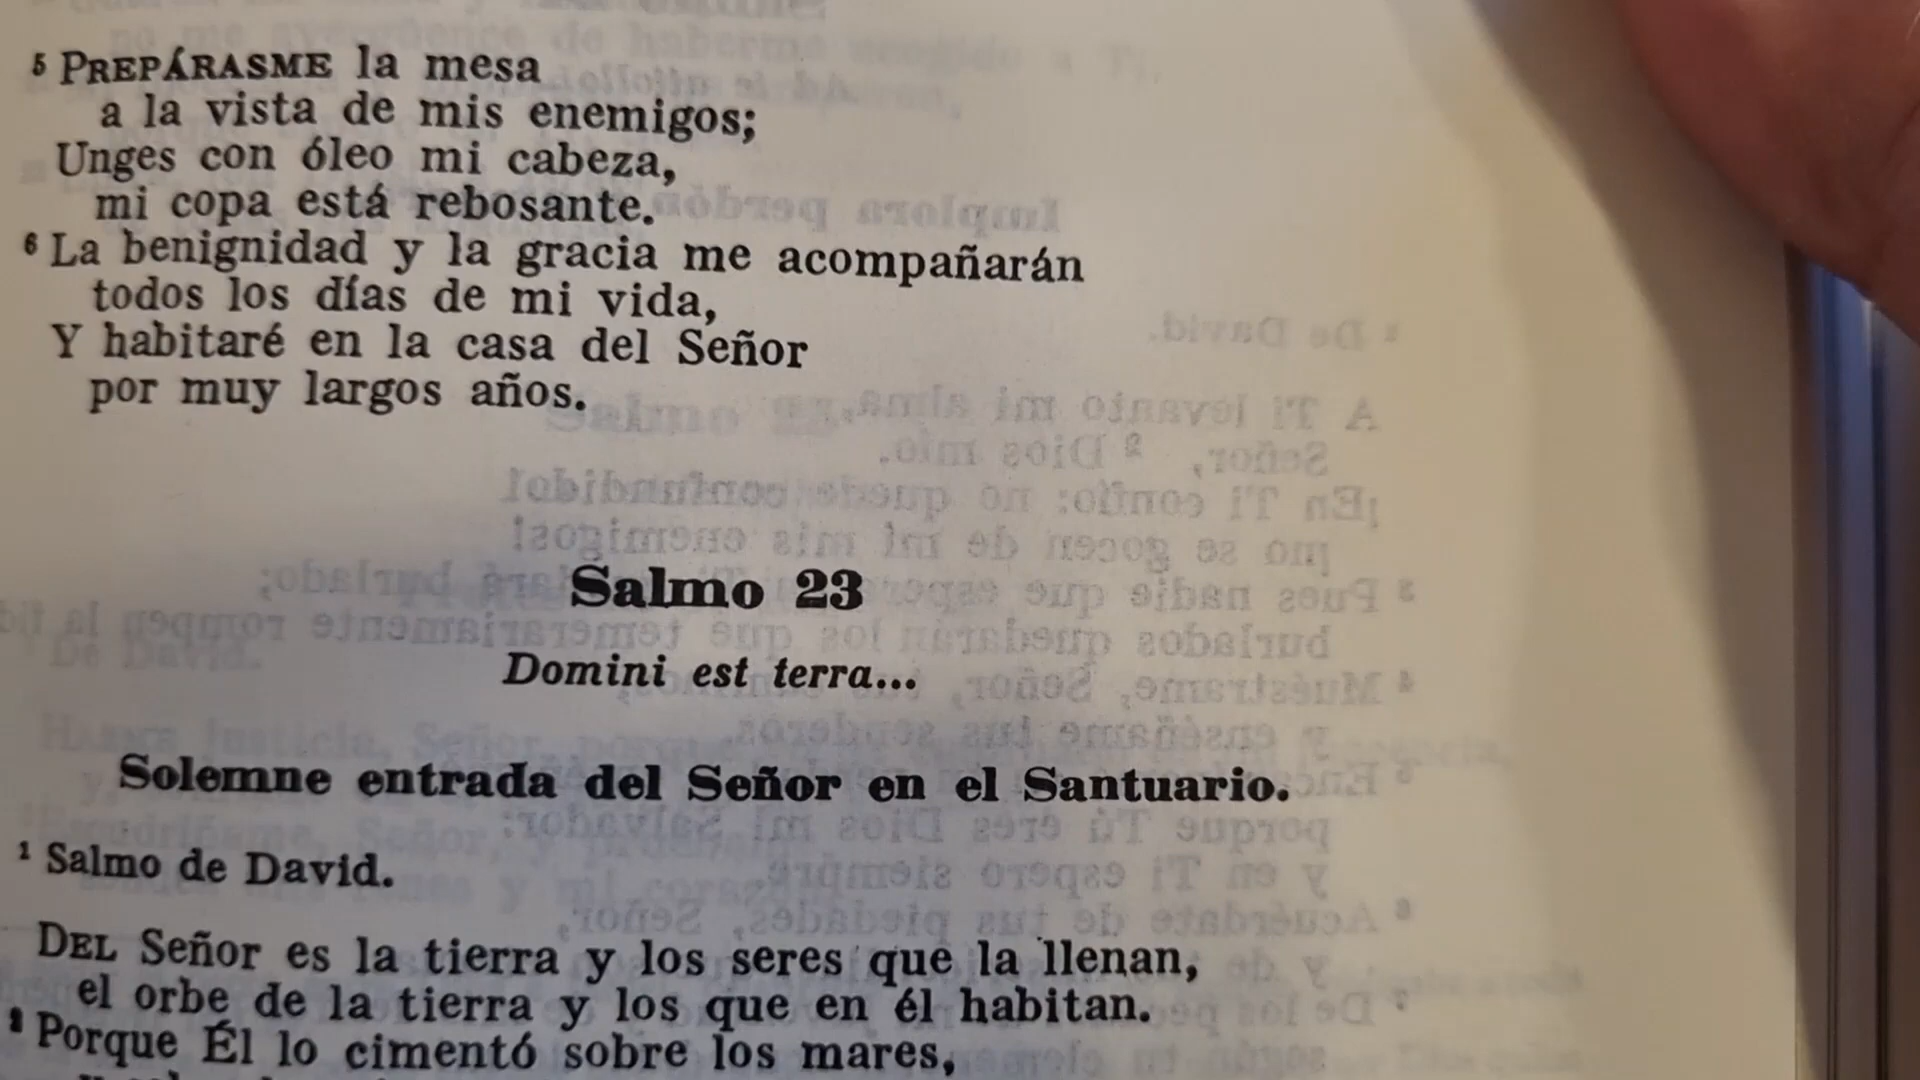 5 PREPÁRASME la mesa
a la vista de mis enemigos;
Unges con óleo mi cabeza,
mi copa está rebosante.
6 La benignidad y la gracia me acompañarán
todos los días de mi vida,
Y habitaré en la casa del Señor
por muy largos años.
Salmo 23
Domini est terra...
Solemne entrada del Señor en el Santuario.
1 Salmo de David.
DEL Señor es la tierra y los seres que la llenan,
el orbe de la tierra y los que en él habitan.
2 Porque Él lo cimentó sobre los mares,